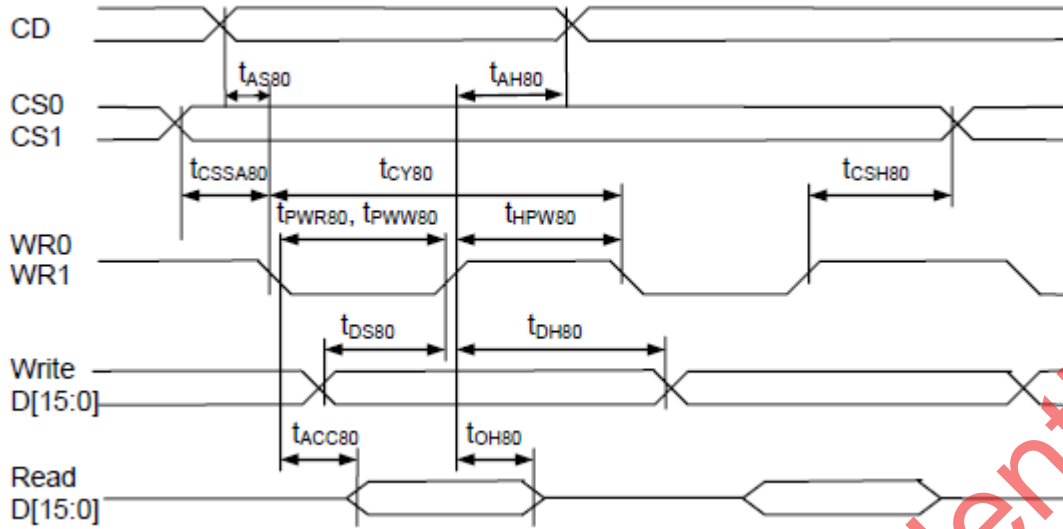 CD
tAS80 tAH80
CS0
CS1
tCSSA80 tCY80 tCSH80
tPWR80, tPWW80 tHPW80
WR0
WR1
tDS80 tDH80
Write
D[15:0]
tACC80 tOH80
Read
D[15:0]